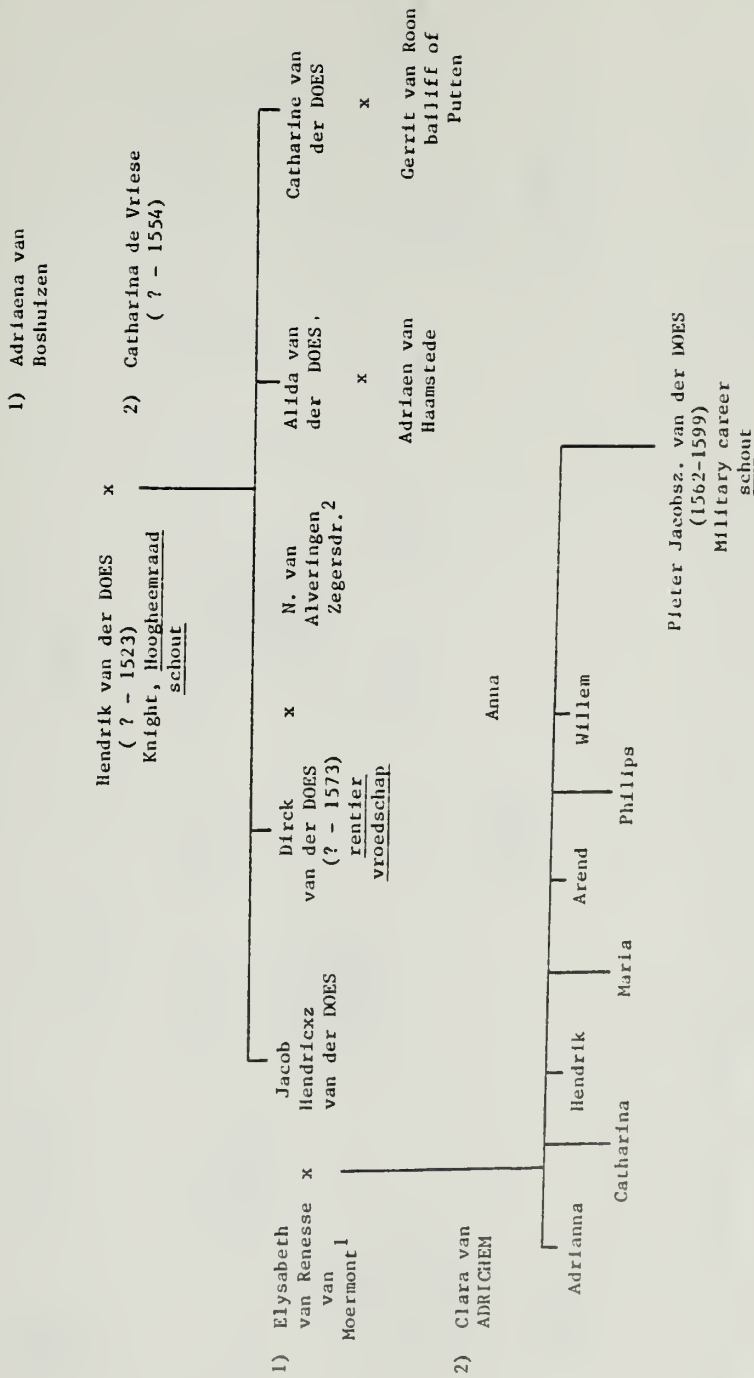 1) Adriaena van
Boshuizen
Hendrik van der DOES x
( ? - 1523)
Knight, Hoogheemraad
schout
2) Catharina de Vriese
( ? - 1554)
Jacob
Hendricxz
van der DOES
Dirck x
van der DOES
(? - 1573)
rentier
vroedschap
N. van
Alveringen
Zegersdr.2
Alida van
der DOES,
x
Adriaen van
Haamstede
Catharine van
der DOES
x
Gerrit van Roon
bailiff of
Putten
1) Elysabeth x
van Renesse
van
Moermont1
2) Clara van
ADRICHEM
Adrianna
Catharina
Hendrik
Maria
Arend
Philips
Willem
Anna
Pieter Jacobsz. van der DOES
(1562-1599)
Military career
schout